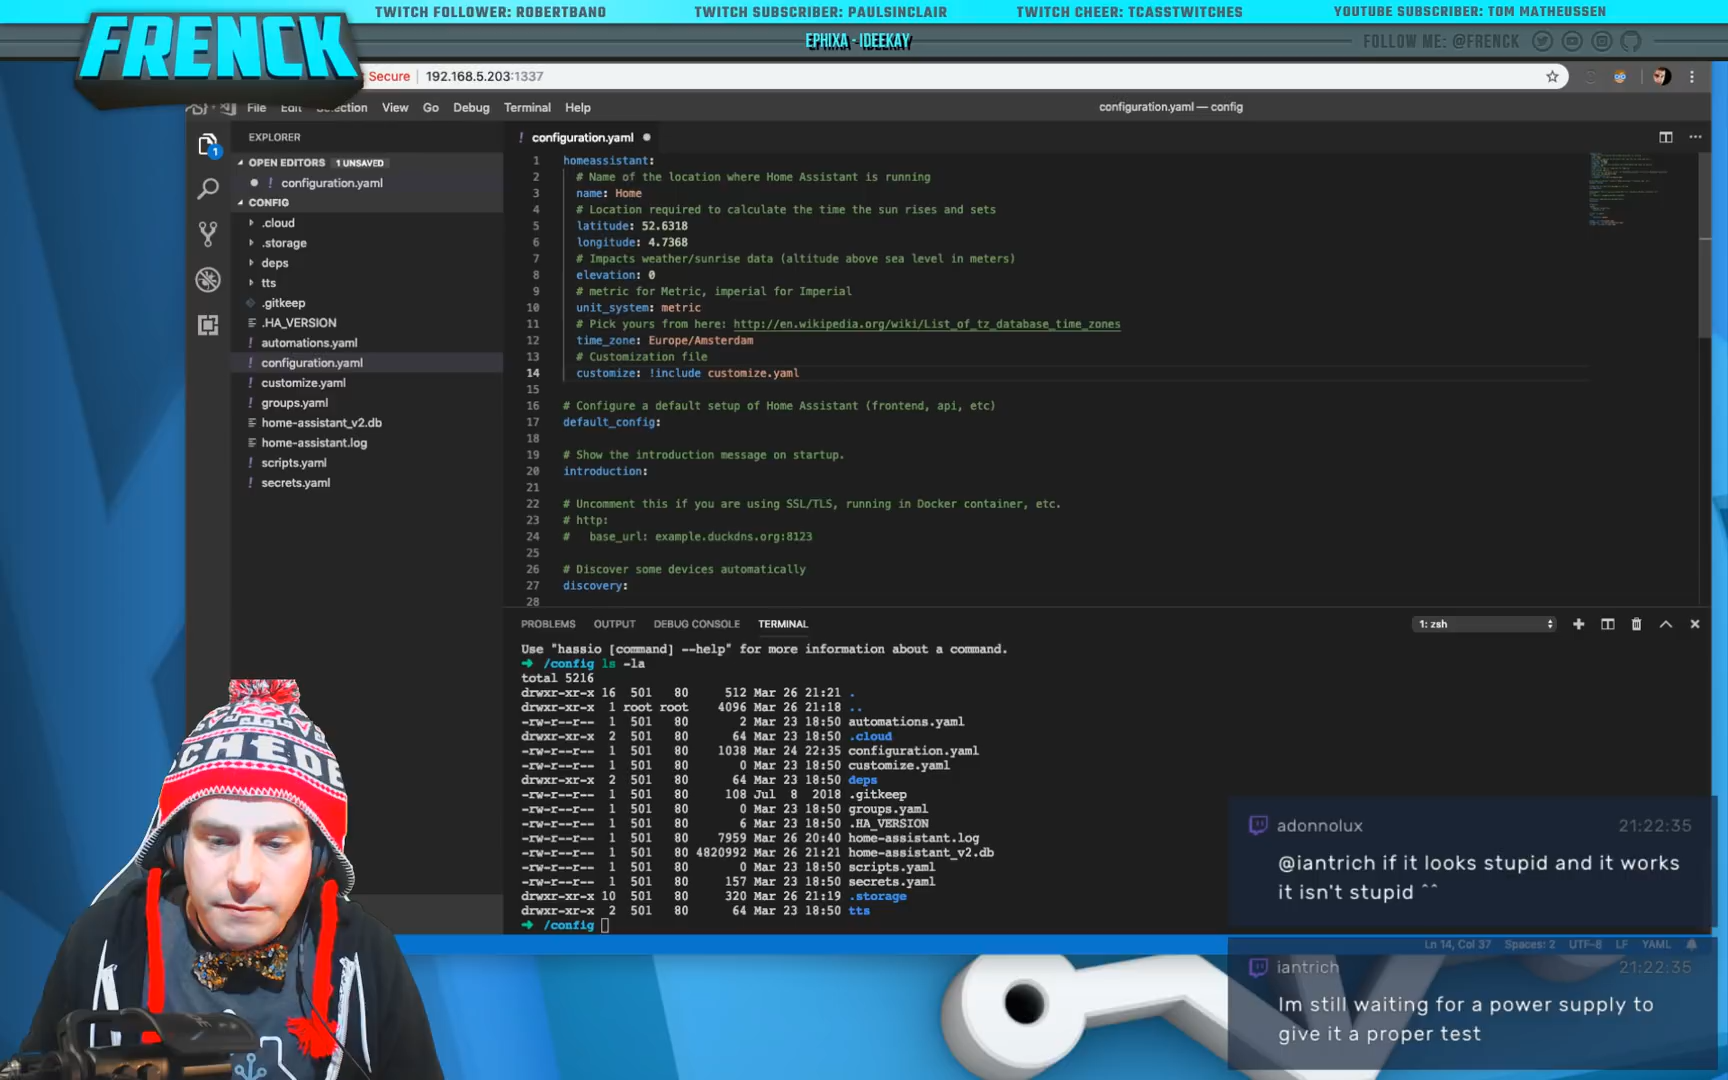 TWITCH FOLLOWER: ROBERTBANO
TWITCH SUBSCRIBER: PAULSINCLAIR
TWITCH CHEER: TCASSTWITCHES
YOUTUBE SUBSCRIBER: TOM MATHEUSSEN
FRENCK
EPHIXA - IDEEKAY
FOLLOW ME: @FRENCK
Secure | 192.168.5.203:1337
File Edit Selection View Go Debug Terminal Help
configuration.yaml — config
EXPLORER
OPEN EDITORS 1 UNSAVED
! configuration.yaml
CONFIG
.cloud
.storage
deps
tts
.gitkeep
.HA_VERSION
! automations.yaml
! configuration.yaml
! customize.yaml
! groups.yaml
home-assistant_v2.db
home-assistant.log
! scripts.yaml
! secrets.yaml
1
! configuration.yaml
1 homeassistant:
2 # Name of the location where Home Assistant is running
3 name: Home
4 # Location required to calculate the time the sun rises and sets
5 latitude: 52.6318
6 longitude: 4.7368
7 # Impacts weather/sunrise data (altitude above sea level in meters)
8 elevation: 0
9 # metric for Metric, imperial for Imperial
10 unit_system: metric
11 # Pick yours from here: http://en.wikipedia.org/wiki/List_of_tz_database_time_zones
12 time_zone: Europe/Amsterdam
13 # Customization file
14 customize: !include customize.yaml
15
16 # Configure a default setup of Home Assistant (frontend, api, etc)
17 default_config:
18
19 # Show the introduction message on startup.
20 introduction:
21
22 # Uncomment this if you are using SSL/TLS, running in Docker container, etc.
23 # http:
24 #   base_url: example.duckdns.org:8123
25
26 # Discover some devices automatically
27 discovery:
28
PROBLEMS OUTPUT DEBUG CONSOLE TERMINAL
1: zsh
Use "hassio [command] --help" for more information about a command.
➜ /config ls -la
total 5216
drwxr-xr-x 16 501 80 512 Mar 26 21:21 .
drwxr-xr-x 1 root root 4096 Mar 26 21:18 ..
-rw-r--r-- 1 501 80 2 Mar 23 18:50 automations.yaml
drwxr-xr-x 2 501 80 64 Mar 23 18:50 .cloud
-rw-r--r-- 1 501 80 1038 Mar 24 22:35 configuration.yaml
-rw-r--r-- 1 501 80 0 Mar 23 18:50 customize.yaml
drwxr-xr-x 2 501 80 64 Mar 23 18:50 deps
-rw-r--r-- 1 501 80 108 Jul 8 2018 .gitkeep
-rw-r--r-- 1 501 80 0 Mar 23 18:50 groups.yaml
-rw-r--r-- 1 501 80 6 Mar 23 18:50 .HA_VERSION
-rw-r--r-- 1 501 80 7959 Mar 26 20:40 home-assistant.log
-rw-r--r-- 1 501 80 4820992 Mar 26 21:21 home-assistant_v2.db
-rw-r--r-- 1 501 80 0 Mar 23 18:50 scripts.yaml
-rw-r--r-- 1 501 80 157 Mar 23 18:50 secrets.yaml
drwxr-xr-x 10 501 80 320 Mar 26 21:19 .storage
drwxr-xr-x 2 501 80 64 Mar 23 18:50 tts
➜ /config
Ln 14, Col 37 Spaces: 2 UTF-8 LF YAML
adonnolux 21:22:35
@iantrich if it looks stupid and it works
it isn't stupid ^^
iantrich 21:22:35
Im still waiting for a power supply to
give it a proper test